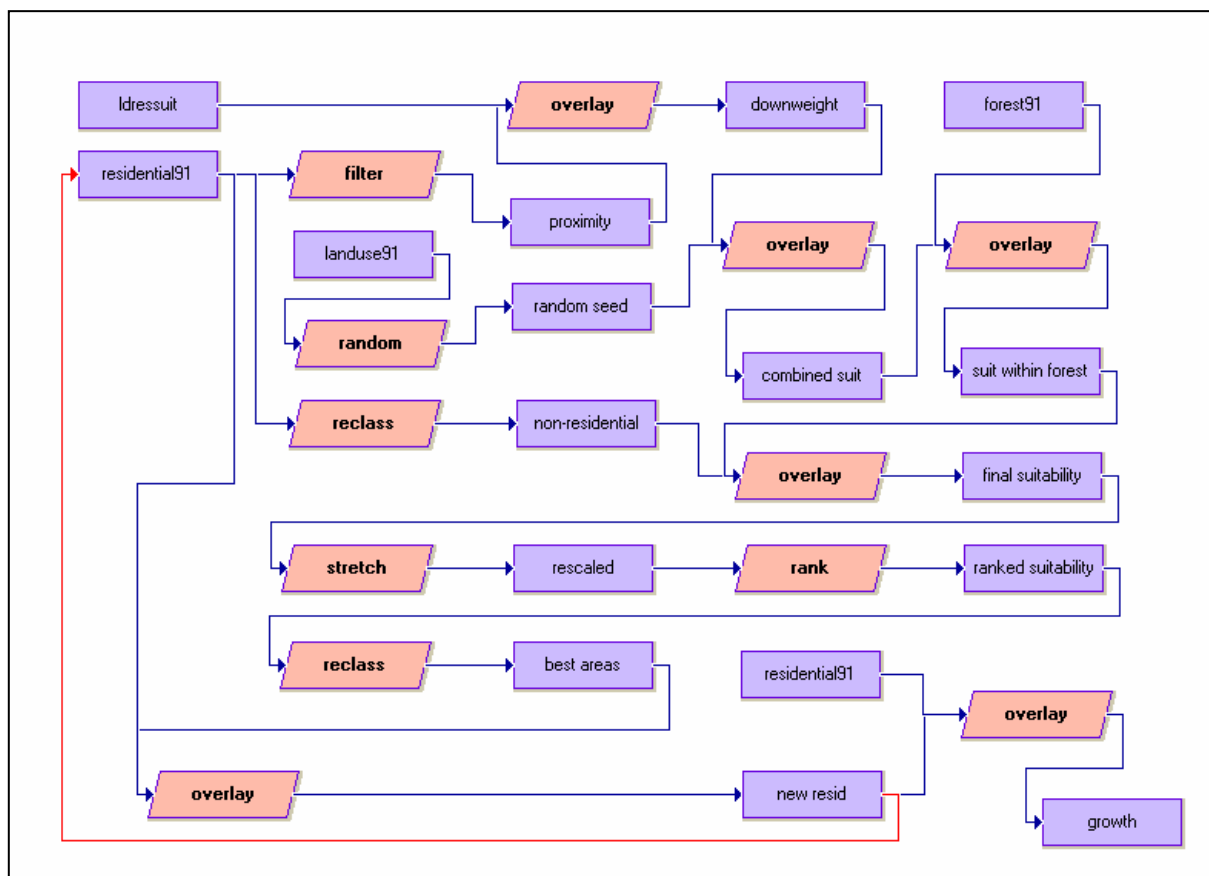 ldressuit
overlay
downweight
forest91
residential91
filter
proximity
landuse91
overlay
overlay
random seed
random
combined suit
suit within forest
reclass
non-residential
overlay
final suitability
stretch
rescaled
rank
ranked suitability
reclass
best areas
residential91
overlay
overlay
new resid
growth